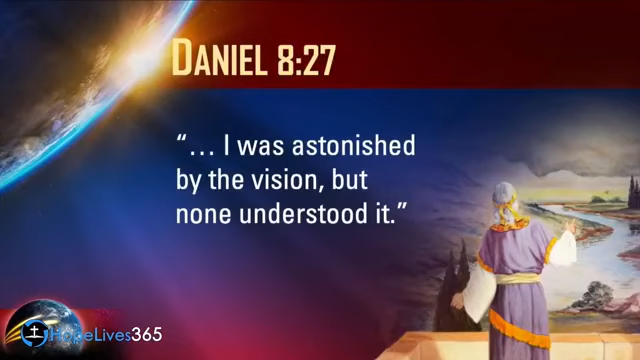 DANIEL 8:27
“... I was astonished
by the vision, but
none understood it.”
HopeLives365